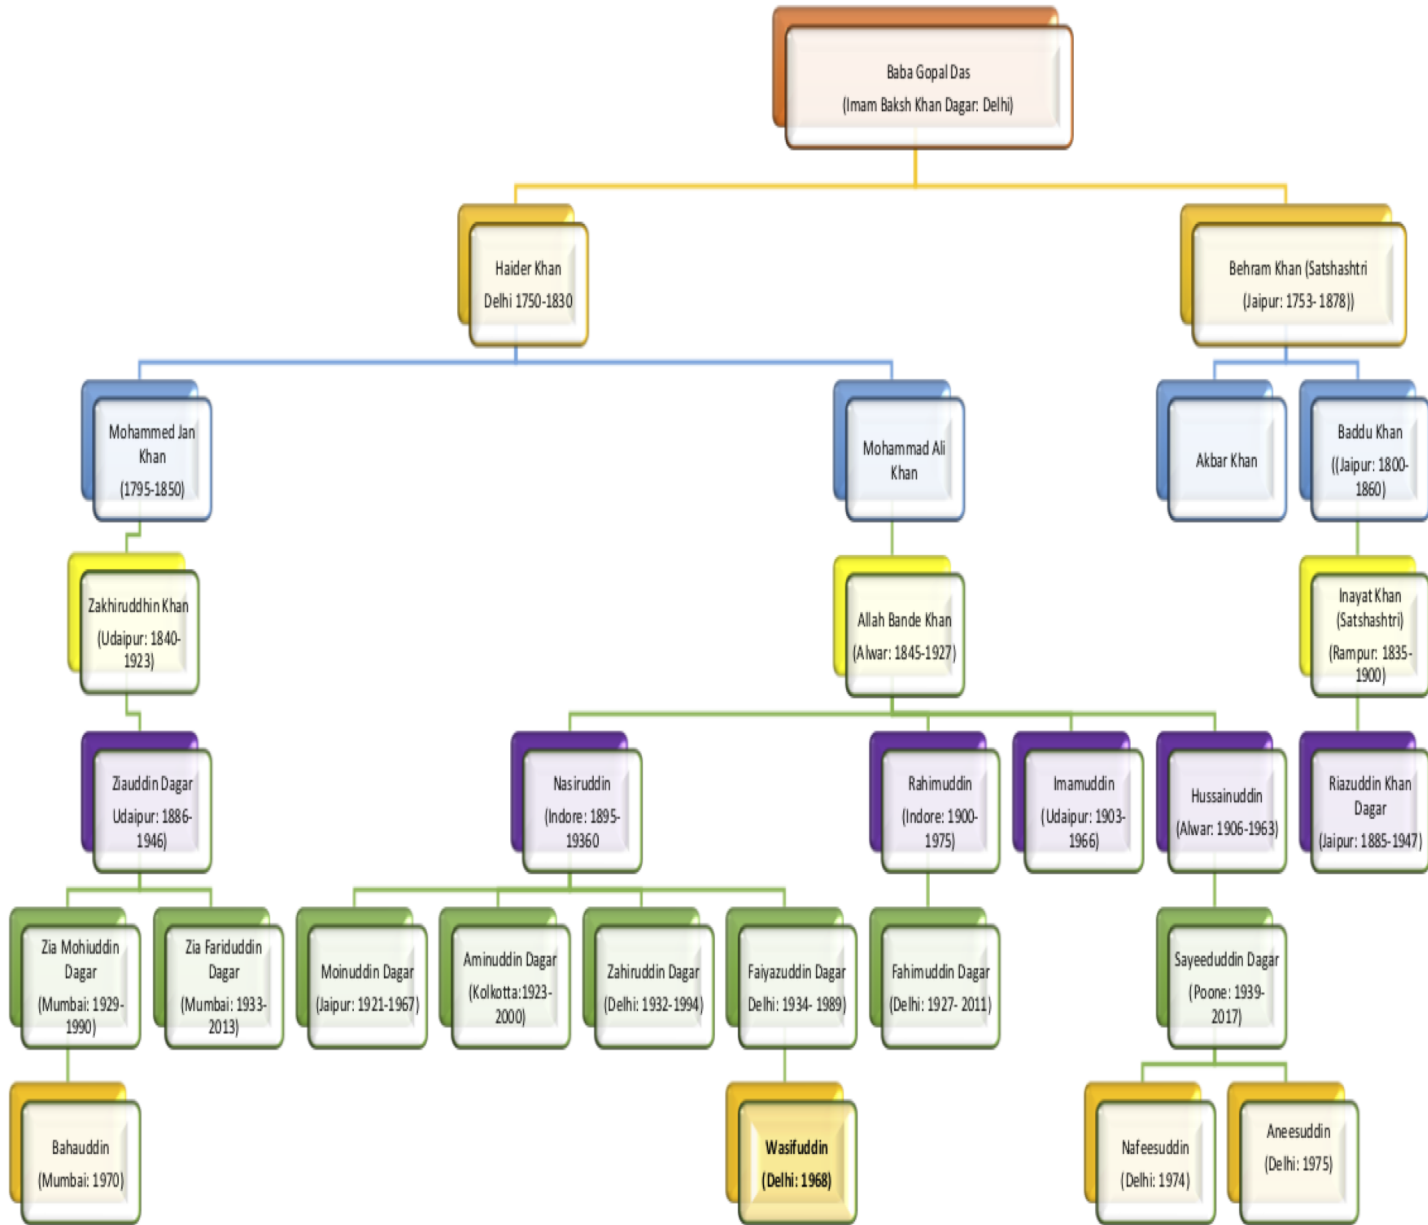 Baba Gopal Das
(Imam Baksh Khan Dagar: Delhi)
Haider Khan
Delhi 1750-1830
Behram Khan (Satshashtri
(Jaipur: 1753- 1878))
Mohammed Jan
Khan
(1795-1850)
Mohammad Ali
Khan
Akbar Khan
Baddu Khan
((Jaipur: 1800-
1860)
Zakhiruddhin Khan
(Udaipur: 1840-
1923)
Allah Bande Khan
(Alwar: 1845-1927)
Inayat Khan
(Satshashtri)
(Rampur: 1835-
1900)
Ziauddin Dagar
Udaipur: 1886-
1946)
Nasiruddin
(Indore: 1895-
19360
Rahimuddin
(Indore: 1900-
1975)
Imamuddin
(Udaipur: 1903-
1966)
Hussainuddin
(Alwar: 1906-1963)
Riazuddin Khan
Dagar
(Jaipur: 1885-1947)
Zia Mohiuddin
Dagar
(Mumbai: 1929-
1990)
Zia Fariduddin
Dagar
(Mumbai: 1933-
2013)
Moinuddin Dagar
(Jaipur: 1921-1967)
Aminuddin Dagar
(Kolkotta:1923-
2000)
Zahiruddin Dagar
(Delhi: 1932-1994)
Faiyazuddin Dagar
Delhi: 1934- 1989)
Fahimuddin Dagar
(Delhi: 1927- 2011)
Sayeeduddin Dagar
(Poone: 1939-
2017)
Bahauddin
(Mumbai: 1970)
Wasifuddin
(Delhi: 1968)
Nafeesuddin
(Delhi: 1974)
Aneesuddin
(Delhi: 1975)